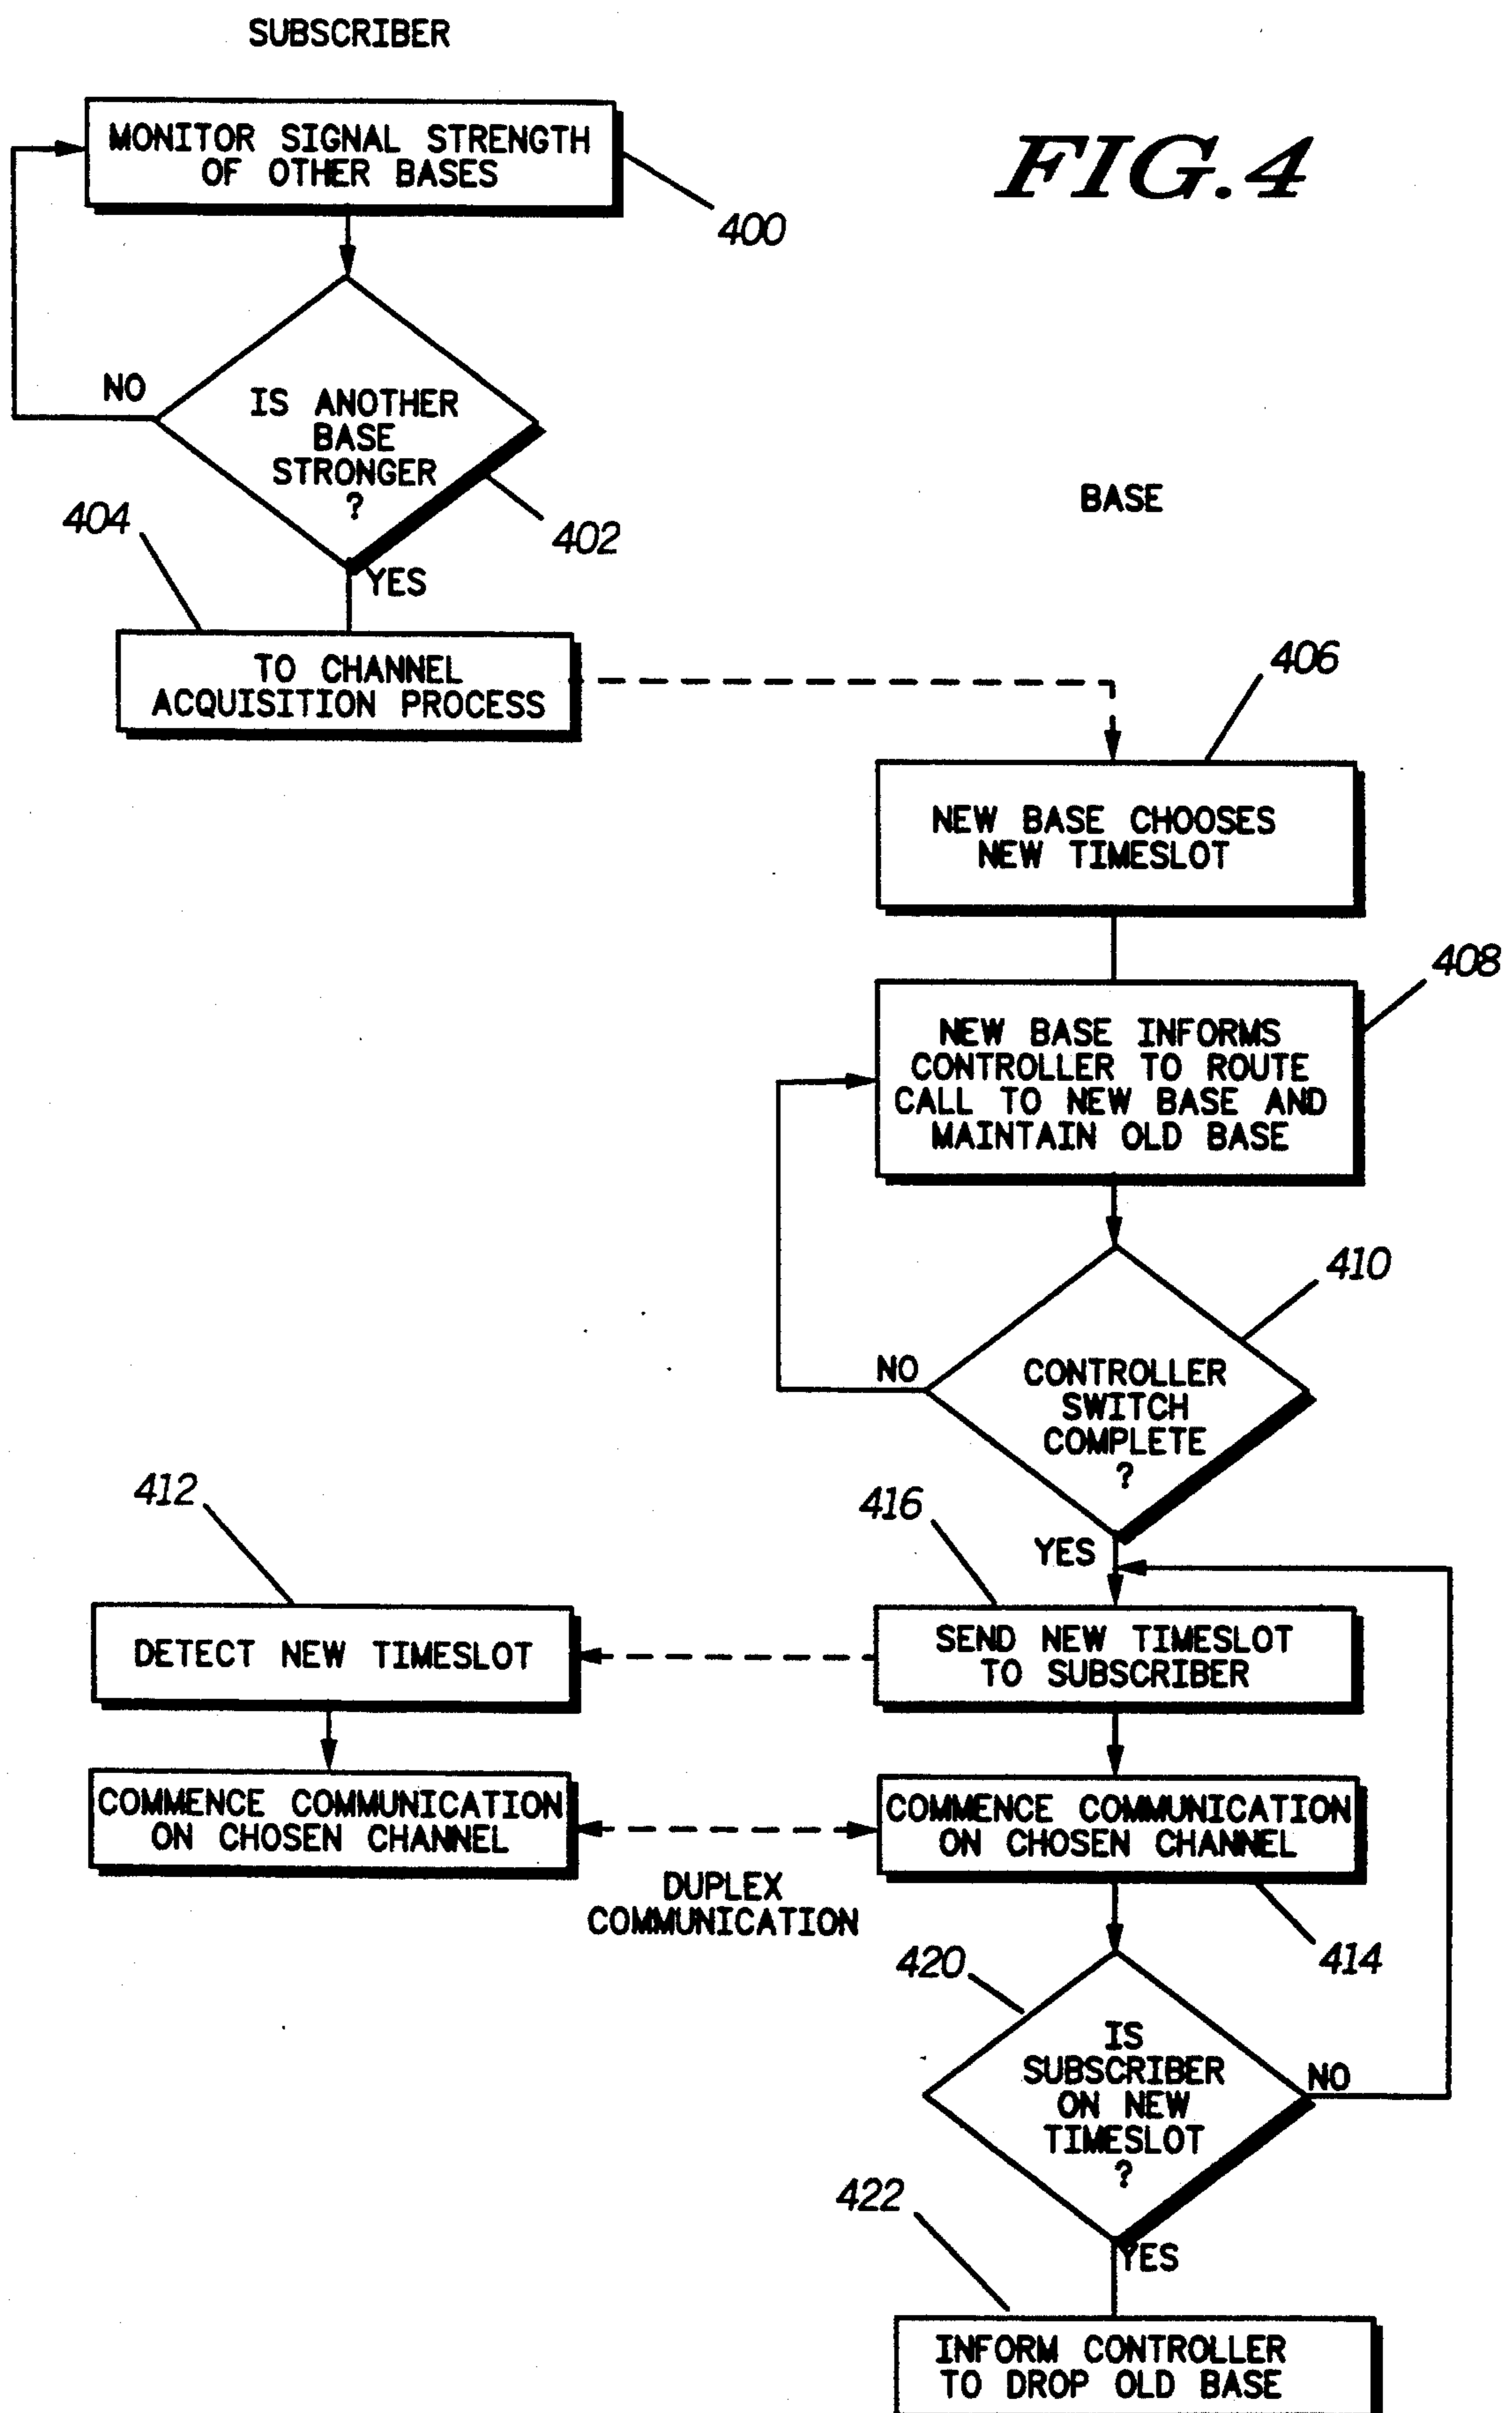 SUBSCRIBER
FIG.4
MONITOR SIGNAL STRENGTH
OF OTHER BASES
400
NO
IS ANOTHER
BASE
STRONGER
?
402
404
YES
TO CHANNEL
ACQUISITION PROCESS
BASE
406
NEW BASE CHOOSES
NEW TIMESLOT
408
NEW BASE INFORMS
CONTROLLER TO ROUTE
CALL TO NEW BASE AND
MAINTAIN OLD BASE
410
NO
CONTROLLER
SWITCH
COMPLETE
?
412
416
YES
DETECT NEW TIMESLOT
SEND NEW TIMESLOT
TO SUBSCRIBER
COMMENCE COMMUNICATION
ON CHOSEN CHANNEL
COMMENCE COMMUNICATION
ON CHOSEN CHANNEL
DUPLEX
COMMUNICATION
414
420
IS
SUBSCRIBER
ON NEW
TIMESLOT
?
NO
422
YES
INFORM CONTROLLER
TO DROP OLD BASE